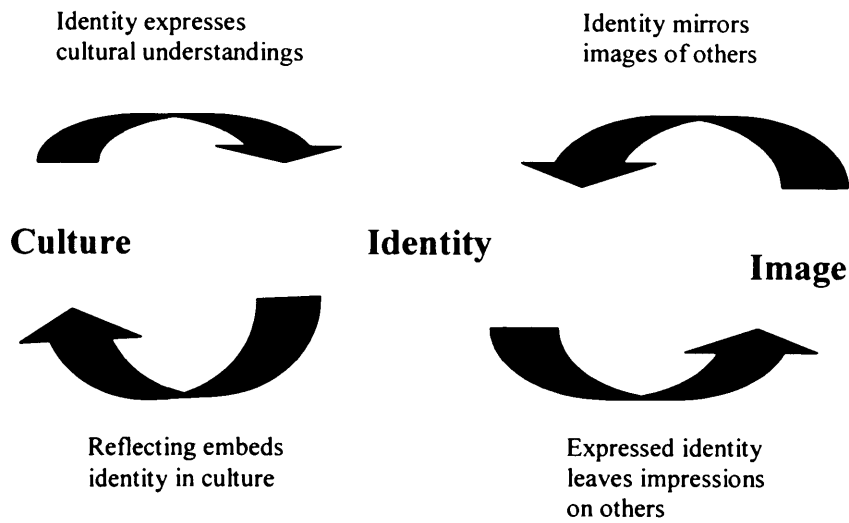 Identity expresses
cultural understandings
Identity mirrors
images of others
Culture
Identity
Image
Reflecting embeds
identity in culture
Expressed identity
leaves impressions
on others